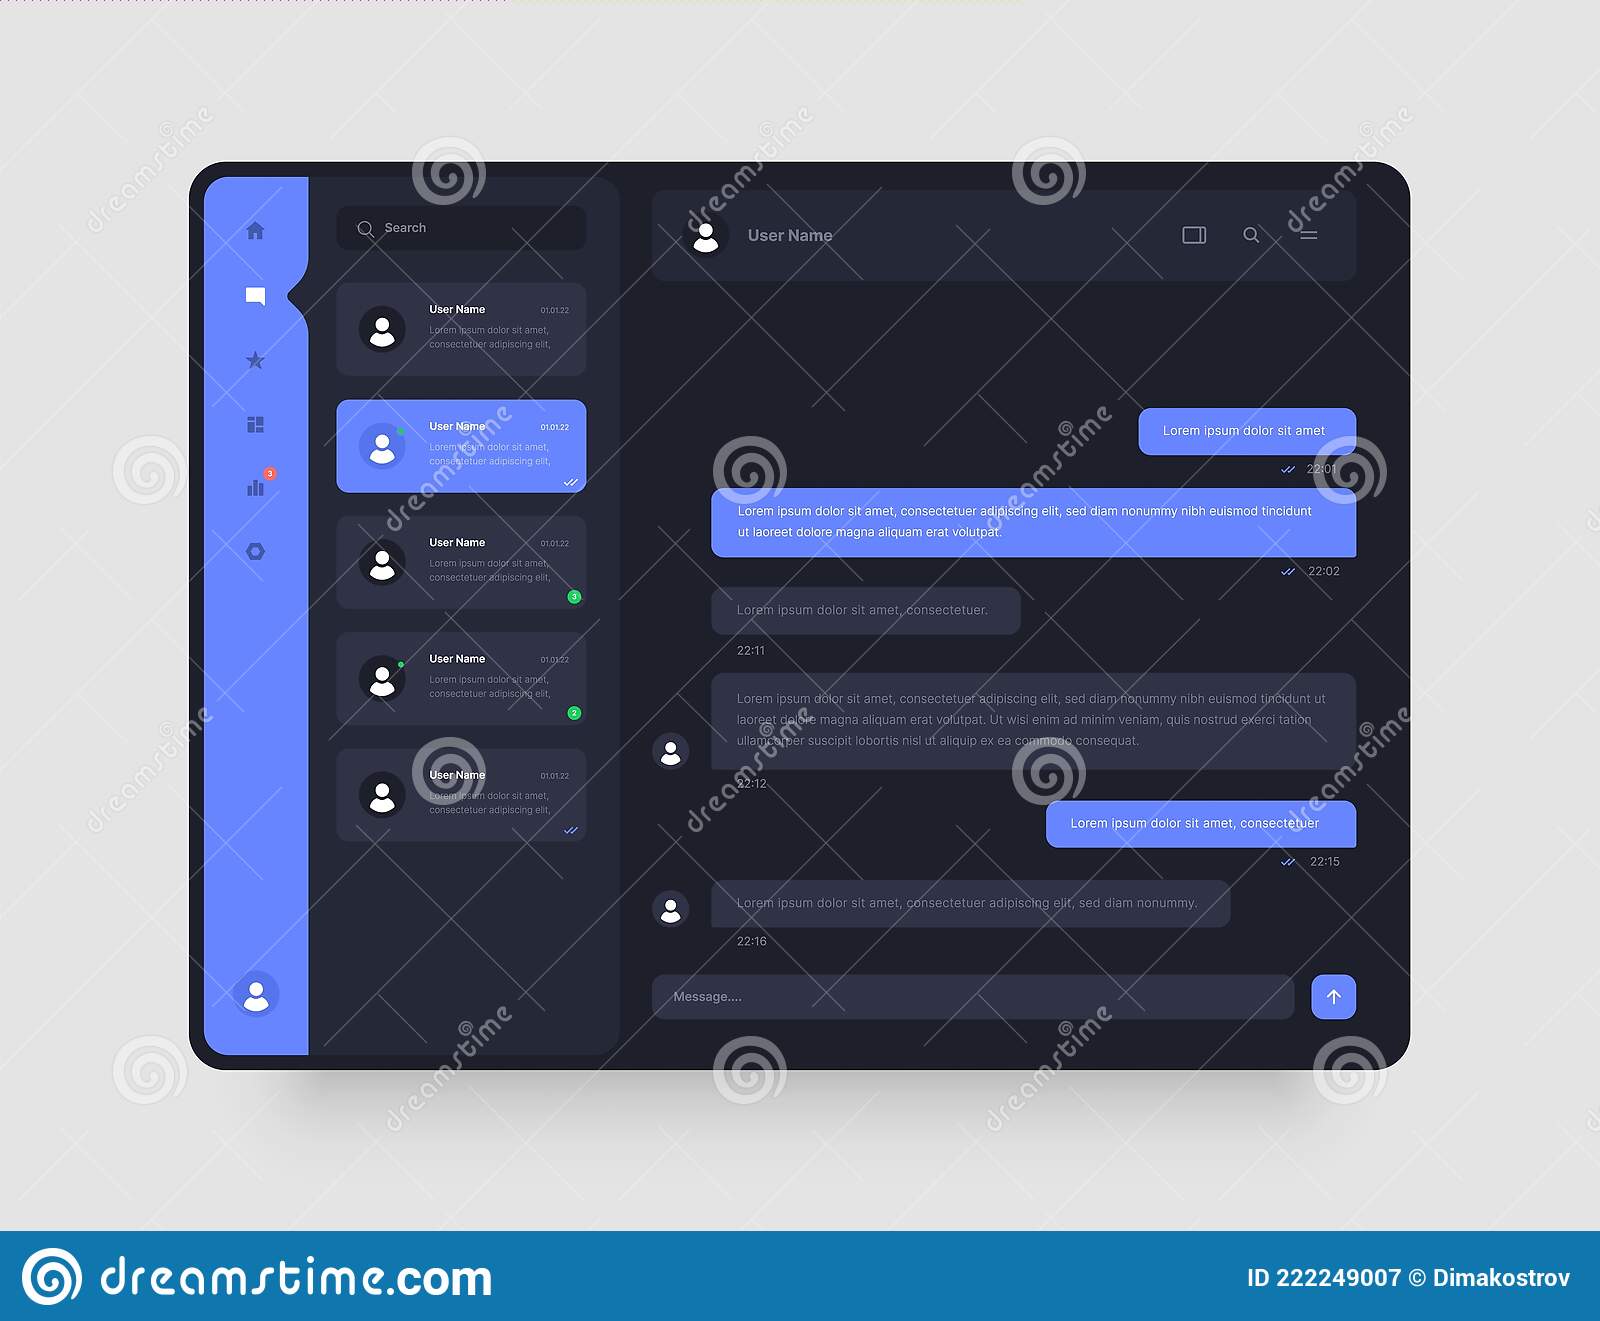 Search
User Name
01.01.22
Lorem ipsum dolor sit amet,
consectetuer adipiscing elit,
User Name
01.01.22
Lorem ipsum dolor sit amet,
consectetuer adipiscing elit,
3
User Name
01.01.22
Lorem ipsum dolor sit amet,
consectetuer adipiscing elit,
3
User Name
01.01.22
Lorem ipsum dolor sit amet,
consectetuer adipiscing elit,
2
User Name
01.01.22
Lorem ipsum dolor sit amet,
consectetuer adipiscing elit,
User Name
Lorem ipsum dolor sit amet
22:01
Lorem ipsum dolor sit amet, consectetuer adipiscing elit, sed diam nonummy nibh euismod tincidunt
ut laoreet dolore magna aliquam erat volutpat.
22:02
Lorem ipsum dolor sit amet, consectetuer.
22:11
Lorem ipsum dolor sit amet, consectetuer adipiscing elit, sed diam nonummy nibh euismod tincidunt ut
laoreet dolore magna aliquam erat volutpat. Ut wisi enim ad minim veniam, quis nostrud exerci tation
ullamcorper suscipit lobortis nisl ut aliquip ex ea commodo consequat.
22:12
Lorem ipsum dolor sit amet, consectetuer
22:15
Lorem ipsum dolor sit amet, consectetuer adipiscing elit, sed diam nonummy.
22:16
Message....
dreamstime
dreamstime
dreamstime
dreamstime
dreamstime
dreamstime
dreamstime
dreamstime
dreamstime
dreamstime
dreamstime.com
ID 222249007 © Dimakostrov